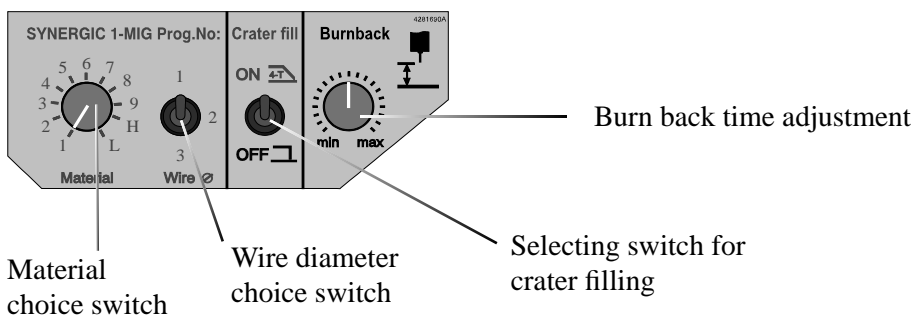 4281690A
SYNERGIC 1-MIG Prog.No:
Crater fill
Burnback
1 2 3 4 5 6 7 8 9 H L
Material
1 2 3
Wire Ø
ON 4-T
OFF
min max
Burn back time adjustment
Selecting switch for
crater filling
Wire diameter
choice switch
Material
choice switch